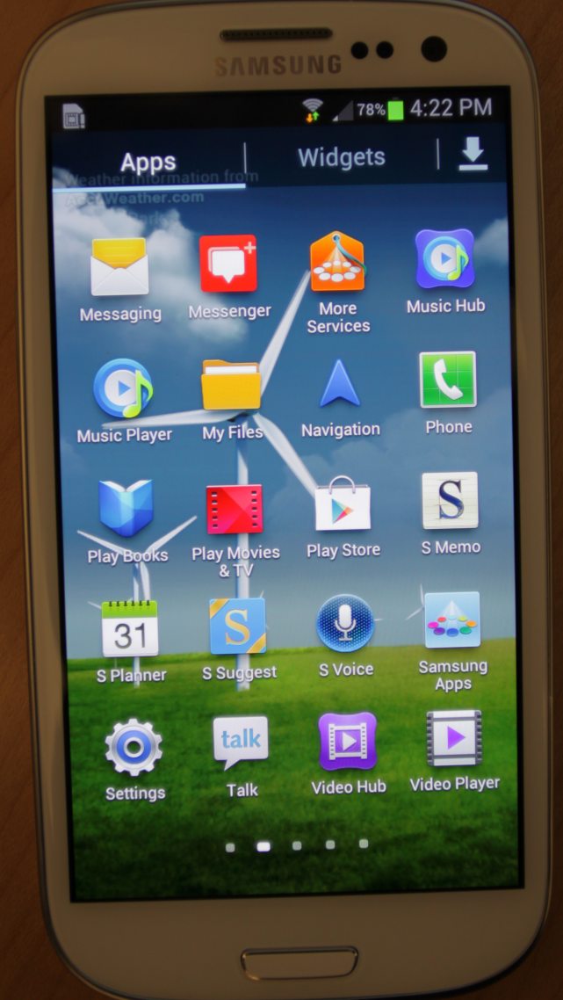 SAMSUNG
78% 4:22 PM
Apps Widgets
Weather information from
AccuWeather.com
Messaging Messenger More Services Music Hub
Music Player My Files Navigation Phone
Play Books Play Movies & TV Play Store S Memo
31 S S
S Planner S Suggest S Voice Samsung Apps
talk
Settings Talk Video Hub Video Player